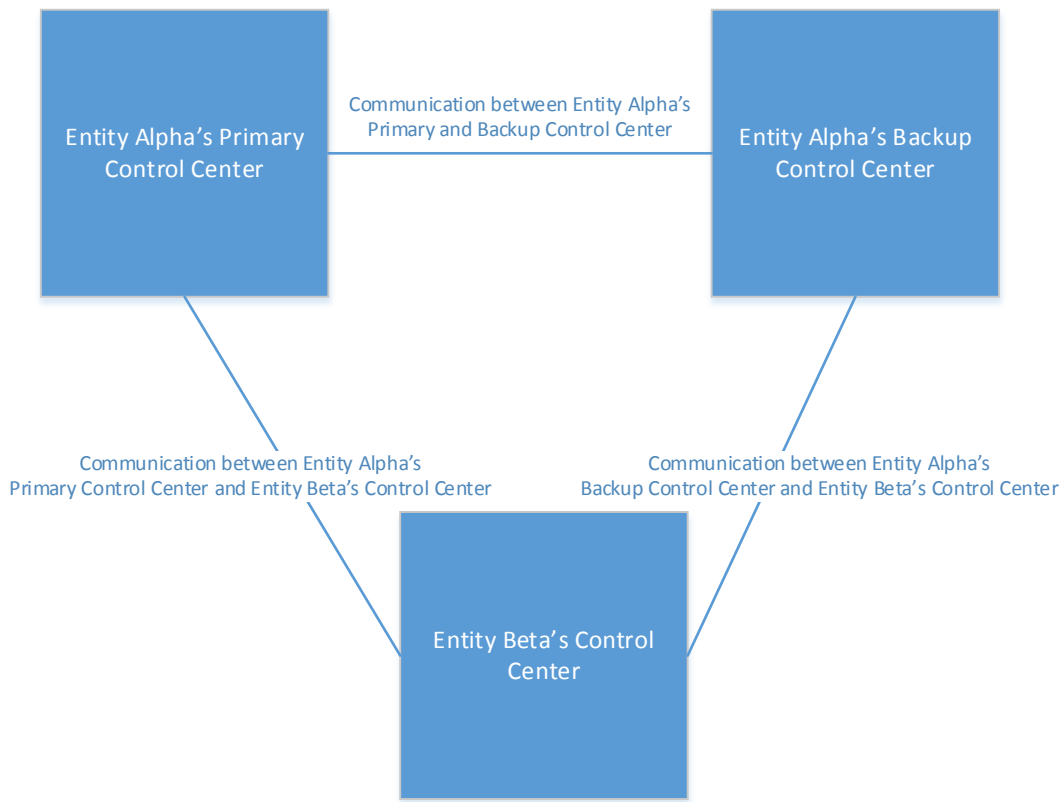 Entity Alpha’s Primary
Control Center
Communication between Entity Alpha’s
Primary and Backup Control Center
Entity Alpha’s Backup
Control Center
Communication between Entity Alpha’s
Primary Control Center and Entity Beta’s Control Center
Communication between Entity Alpha’s
Backup Control Center and Entity Beta’s Control Center
Entity Beta’s Control
Center